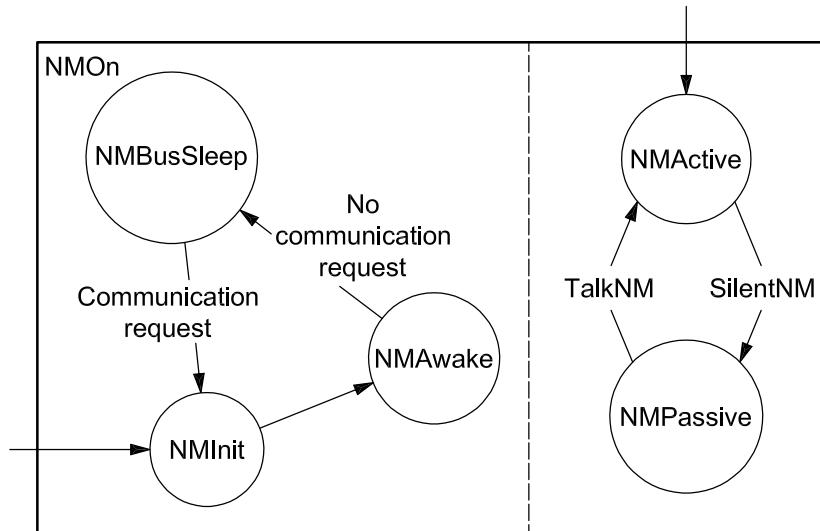 NMOn
NMBusSleep
No
communication
request
Communication
request
NMAwake
NMInit
NMActive
TalkNM
SilentNM
NMPassive